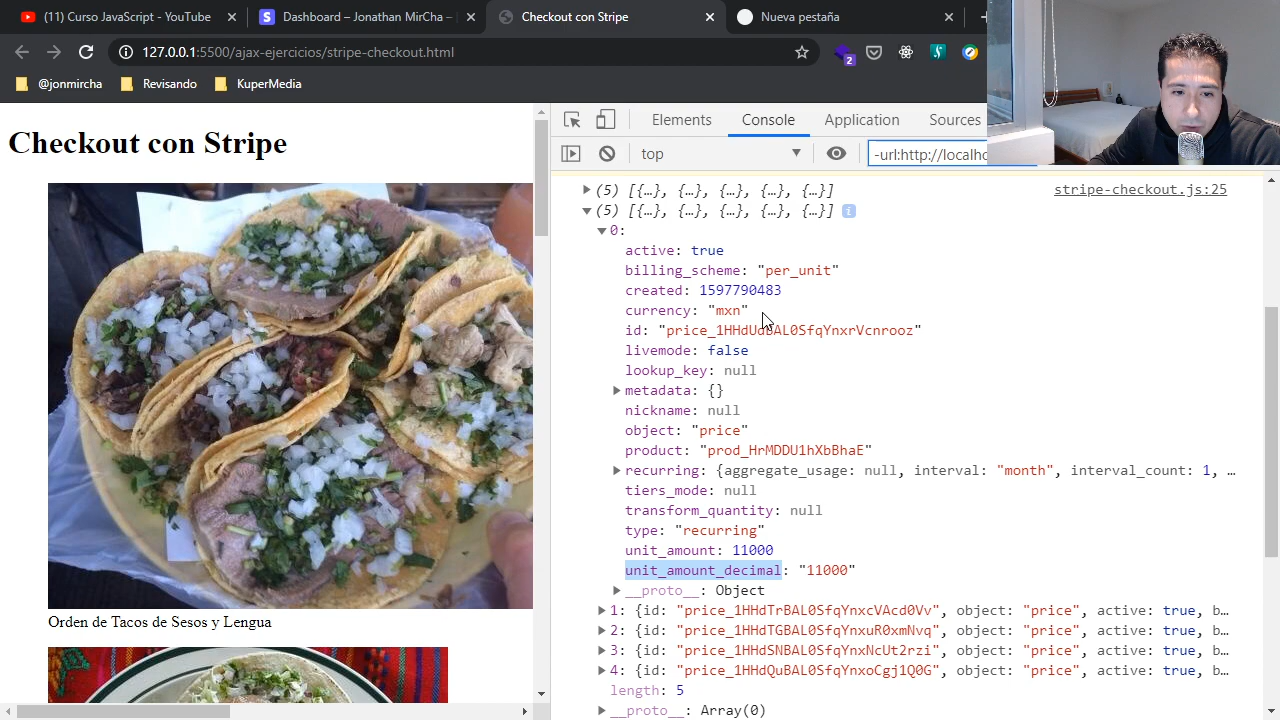 (11) Curso JavaScript - YouTube
Dashboard – Jonathan MirCha –
Checkout con Stripe
Nueva pestaña
127.0.0.1:5500/ajax-ejercicios/stripe-checkout.html
2
@jonmircha
Revisando
KuperMedia
Checkout con Stripe
Orden de Tacos de Sesos y Lengua
Elements
Console
Application
Sources
top
-url:http://localho
(5) [{…}, {…}, {…}, {…}, {…}]
stripe-checkout.js:25
(5) [{…}, {…}, {…}, {…}, {…}]
0:
active: true
billing_scheme: "per_unit"
created: 1597790483
currency: "mxn"
livemode: false
lookup_key: null
metadata: {}
nickname: null
object: "price"
product: "prod_HrMDDU1hXbBhaE"
recurring: {aggregate_usage: null, interval: "month", interval_count: 1, …
tiers_mode: null
transform_quantity: null
type: "recurring"
unit_amount: 11000
unit_amount_decimal: "11000"
__proto__: Object
1: {id: "price_1HHdTrBAL0SfqYnxcVAcd0Vv", object: "price", active: true, b…
2: {id: "price_1HHdTGBAL0SfqYnxuR0xmNvq", object: "price", active: true, b…
3: {id: "price_1HHdSNBAL0SfqYnxNcUt2rzi", object: "price", active: true, b…
4: {id: "price_1HHdQuBAL0SfqYnxoCgj1Q0G", object: "price", active: true, b…
length: 5
__proto__: Array(0)